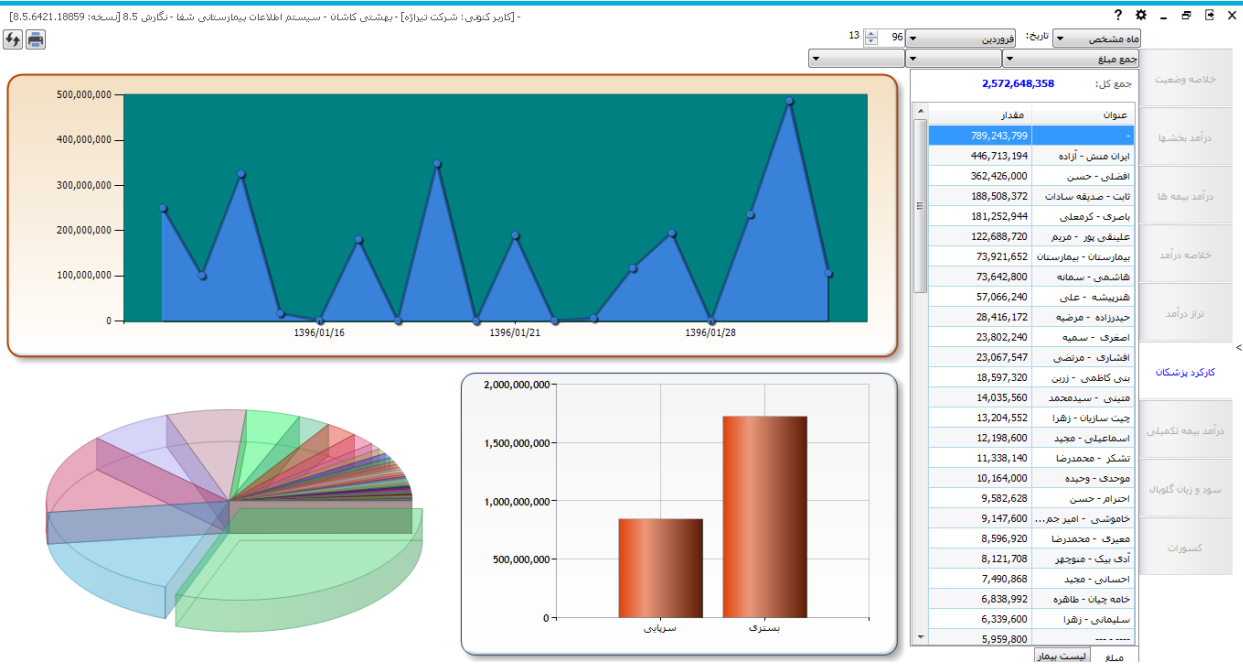 - [کاربر کنونی: شرکت تیراژه] - بهشتی کاشان - سیستم اطلاعات بیمارستانی شفا - نگارش 8.5 [نسخه: 8.5.6421.18859]
ماه مشخص
تاریخ:
فروردین
96
13
جمع مبلغ
جمع کل: 2,572,648,358
عنوان مقدار
- 789,243,799
ایران منش - آزاده 446,713,194
افضلی - حسن 362,426,000
ثابت - صدیقه سادات 188,508,372
باصری - کرمعلی 181,252,944
علینقی پور - مریم 122,688,720
بیمارستان - بیمارستان 73,921,652
هاشمی - سمانه 73,642,800
هنرپیشه - علی 57,066,240
حیدرزاده - مرضیه 28,416,172
اصغری - سمیه 23,802,240
افشاری - مرتضی 23,067,547
بنی کاظمی - زرین 18,597,320
متینی - سیدمحمد 14,035,560
چیت سازیان - زهرا 13,204,552
اسماعیلی - مجید 12,198,600
تشکر - محمدرضا 11,338,140
موحدی - وحیده 10,164,000
احترام - حسن 9,582,628
خاموشی - امیر جم... 9,147,600
معیری - محمدرضا 8,596,920
آدی بیک - منوچهر 8,121,708
احسانی - مجید 7,490,868
خامه چیان - طاهره 6,838,992
سلیمانی - زهرا 6,339,600
---- - --- 5,959,800
مبلغ
لیست بیمار
خلاصه وضعیت
درآمد بخشها
درآمد بیمه ها
خلاصه درآمد
تراز درآمد
کارکرد پزشکان
درآمد بیمه تکمیلی
سود و زیان گلوبال
کسورات
500,000,000
400,000,000
300,000,000
200,000,000
100,000,000
0
1396/01/16
1396/01/21
1396/01/28
2,000,000,000
1,500,000,000
1,000,000,000
500,000,000
0
سرپایی
بستری